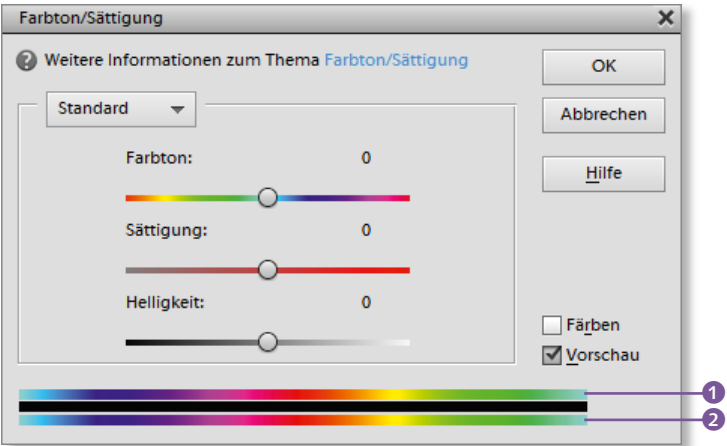 Farbton/Sättigung
Weitere Informationen zum Thema Farbton/Sättigung
OK
Standard
Abbrechen
Farbton: 0
Hilfe
Sättigung: 0
Helligkeit: 0
Färben
Vorschau
1
2